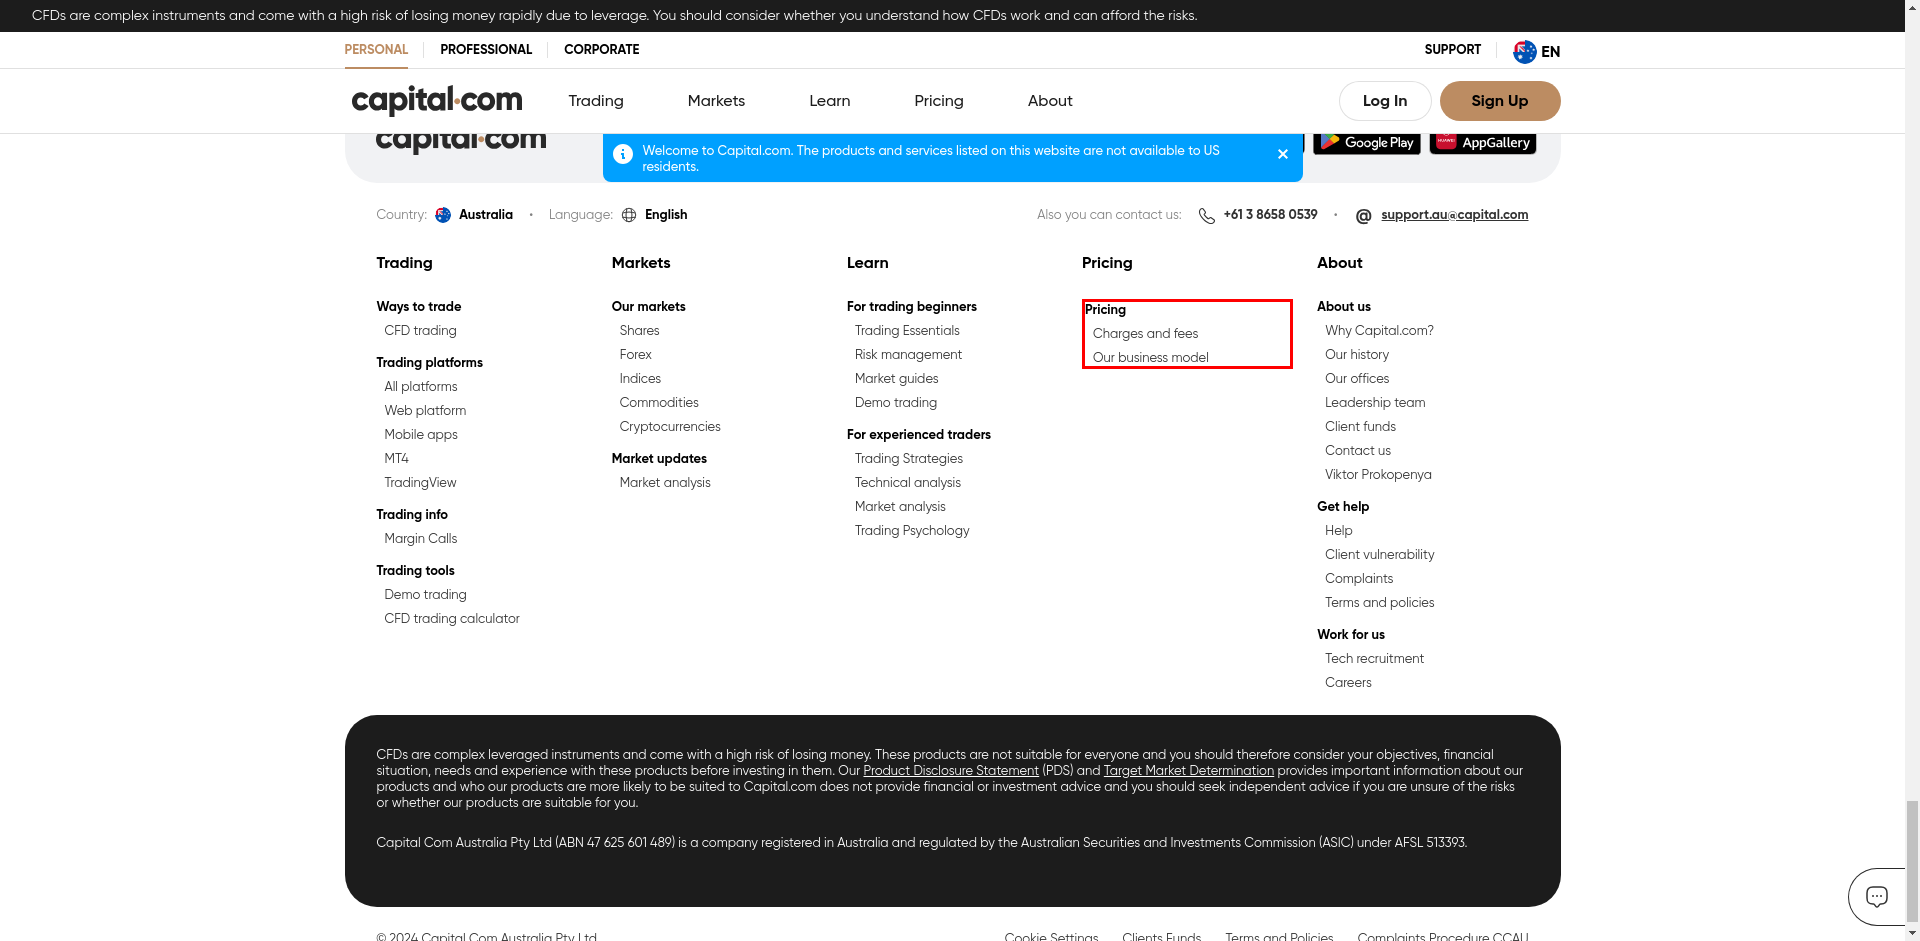 CFDs are complex instruments and come with a high risk of losing money rapidly due to leverage. You should consider whether you understand how CFDs work and can afford the risks.
PERSONAL
PROFESSIONAL
CORPORATE
SUPPORT
EN
capital.com
Trading
Markets
Learn
Pricing
About
Log In
Sign Up
capital.com
Welcome to Capital.com. The products and services listed on this website are not available to US
residents.
Google Play
AppGallery
Country:
Australia
Language:
English
Also you can contact us:
+61 3 8658 0539
support.au@capital.com
Trading
Ways to trade
CFD trading
Trading platforms
All platforms
Web platform
Mobile apps
MT4
TradingView
Trading info
Margin Calls
Trading tools
Demo trading
CFD trading calculator
Markets
Our markets
Shares
Forex
Indices
Commodities
Cryptocurrencies
Market updates
Market analysis
Learn
For trading beginners
Trading Essentials
Risk management
Market guides
Demo trading
For experienced traders
Trading Strategies
Technical analysis
Market analysis
Trading Psychology
Pricing
Pricing
Charges and fees
Our business model
About
About us
Why Capital.com?
Our history
Our offices
Leadership team
Client funds
Contact us
Viktor Prokopenya
Get help
Help
Client vulnerability
Complaints
Terms and policies
Work for us
Tech recruitment
Careers
CFDs are complex leveraged instruments and come with a high risk of losing money. These products are not suitable for everyone and you should therefore consider your objectives, financial
situation, needs and experience with these products before investing in them. Our Product Disclosure Statement (PDS) and Target Market Determination provides important information about our
products and who our products are more likely to be suited to Capital.com does not provide financial or investment advice and you should seek independent advice if you are unsure of the risks
or whether our products are suitable for you.
Capital Com Australia Pty Ltd (ABN 47 625 601 489) is a company registered in Australia and regulated by the Australian Securities and Investments Commission (ASIC) under AFSL 513393.
© 2024 Capital Com Australia Pty Ltd
Cookie Settings
Clients Funds
Terms and Policies
Complaints Procedure CCAU